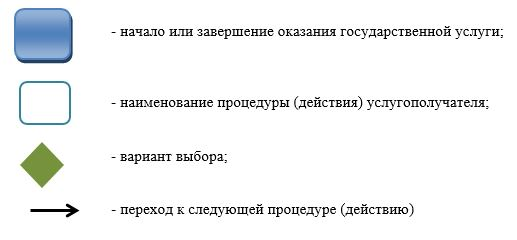 - начало или завершение оказания государственной услуги;
- наименование процедуры (действия) услугополучателя;
- вариант выбора;
- переход к следующей процедуре (действию)